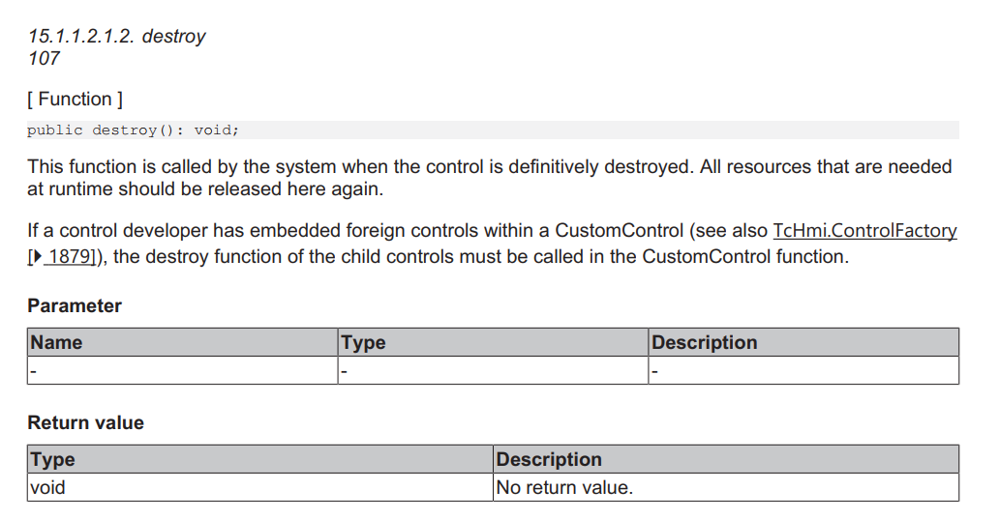 15.1.1.2.1.2. destroy
107
[ Function ]
public destroy(): void;
This function is called by the system when the control is definitively destroyed. All resources that are needed
at runtime should be released here again.
If a control developer has embedded foreign controls within a CustomControl (see also TcHmi.ControlFactory
[▶ 1879]), the destroy function of the child controls must be called in the CustomControl function.
Parameter
Name Type Description
- - -
Return value
Type Description
void No return value.